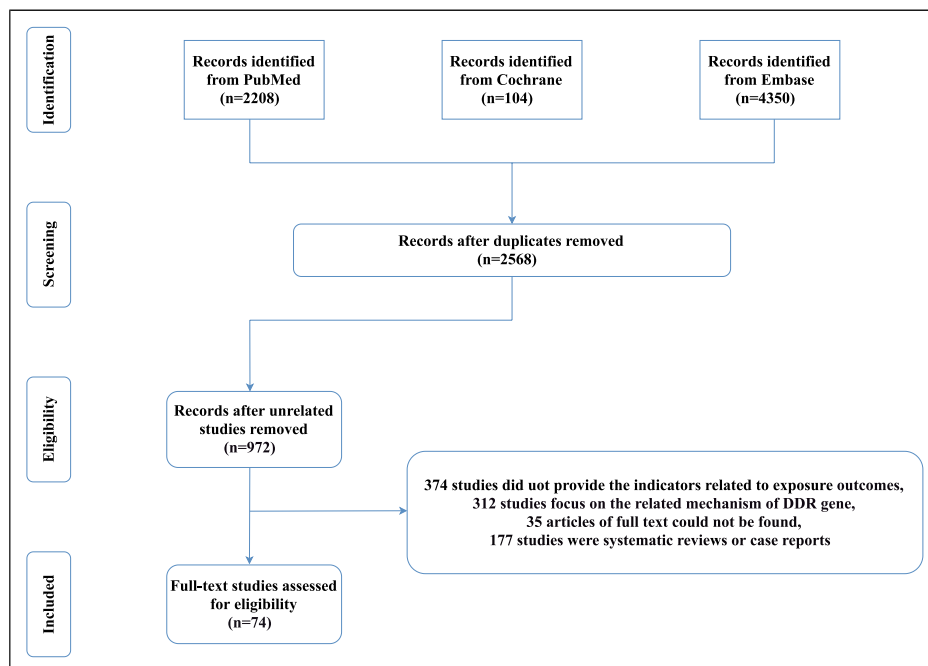 Identification
Records identified
from PubMed
(n=2208)
Records identified
from Cochrane
(n=104)
Records identified
from Embase
(n=4350)
Screening
Records after duplicates removed
(n=2568)
Eligibility
Records after unrelated
studies removed
(n=972)
374 studies did uot provide the indicators related to exposure outcomes,
312 studies focus on the related mechanism of DDR gene,
35 articles of full text could not be found,
177 studies were systematic reviews or case reports
Included
Full-text studies assessed
for eligibility
(n=74)